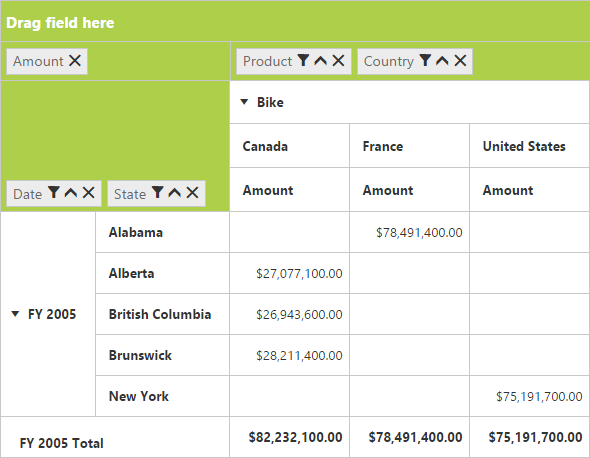 Drag field here
Amount
Product Country
Bike
Canada France United States
Amount Amount Amount
Date State
Alabama $78,491,400.00
Alberta $27,077,100.00
FY 2005 British Columbia $26,943,600.00
Brunswick $28,211,400.00
New York $75,191,700.00
FY 2005 Total $82,232,100.00 $78,491,400.00 $75,191,700.00